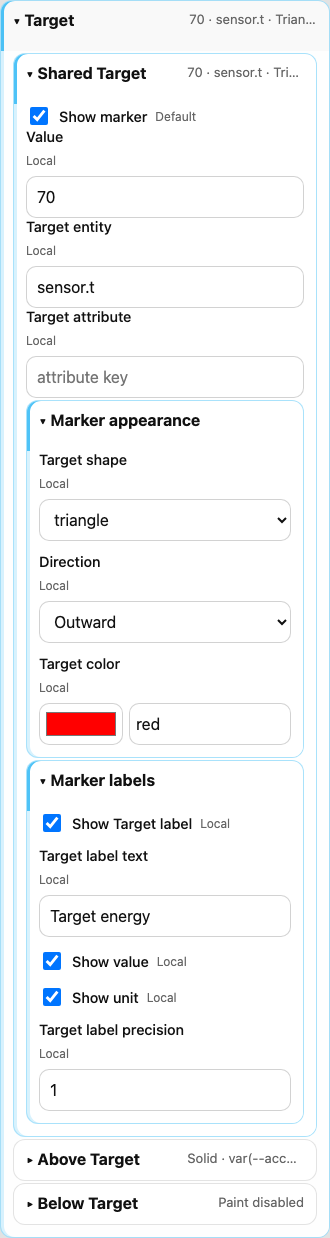 Target 70 · sensor.t · Trian...
Shared Target 70 · sensor.t · Tri...
Show marker Default
Value
Local
70
Target entity
Local
sensor.t
Target attribute
Local
attribute key
Marker appearance
Target shape
Local
triangle
Direction
Local
Outward
Target color
Local
red
Marker labels
Show Target label Local
Target label text
Local
Target energy
Show value Local
Show unit Local
Target label precision
Local
1
Above Target Solid · var(--acc...
Below Target Paint disabled